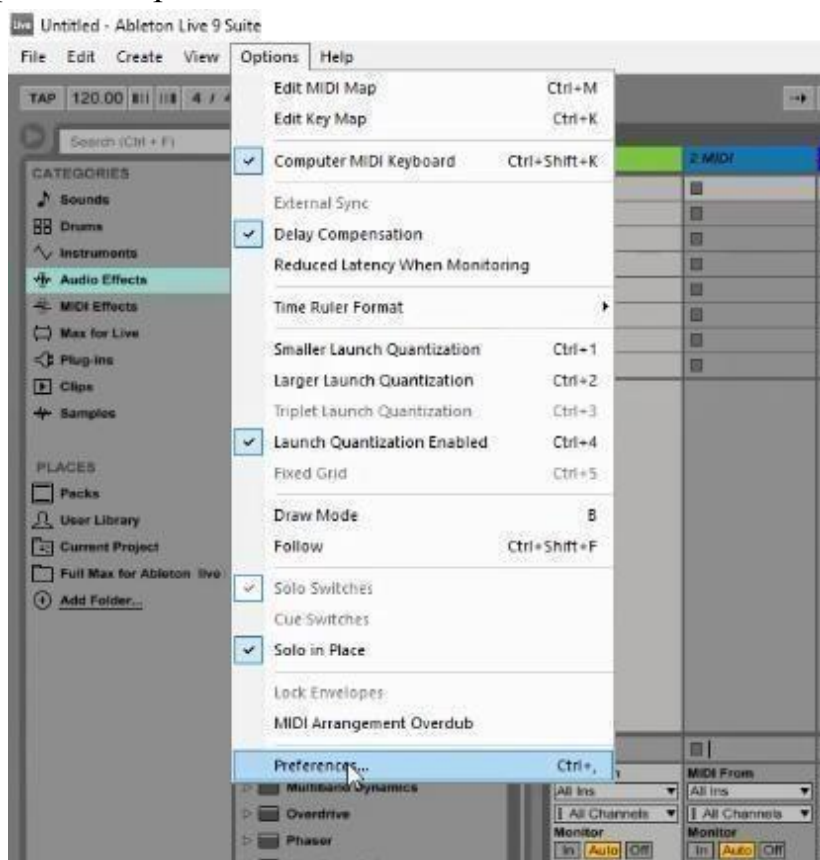 Untitled - Ableton Live 9 Suite
File Edit Create View Options Help
TAP 120.00 4 /
Search (Ctrl + F)
CATEGORIES
Sounds
Drums
Instruments
Audio Effects
MIDI Effects
Max for Live
Plug-ins
Clips
Samples
PLACES
Packs
User Library
Current Project
Full Max for Ableton live
Add Folder...
Edit MIDI Map Ctrl+M
Edit Key Map Ctrl+K
Computer MIDI Keyboard Ctrl+Shift+K
External Sync
Delay Compensation
Reduced Latency When Monitoring
Time Ruler Format
Smaller Launch Quantization Ctrl+1
Larger Launch Quantization Ctrl+2
Triplet Launch Quantization Ctrl+3
Launch Quantization Enabled Ctrl+4
Fixed Grid Ctrl+5
Draw Mode B
Follow Ctrl+Shift+F
Solo Switches
Cue Switches
Solo in Place
Lock Envelopes
MIDI Arrangement Overdub
Preferences... Ctrl+,
Multiband Dynamics
Overdrive
Phaser
2 MIDI
MIDI From
All Ins All Ins
All Channels All Channels
Monitor Monitor
In Auto Off In Auto Off